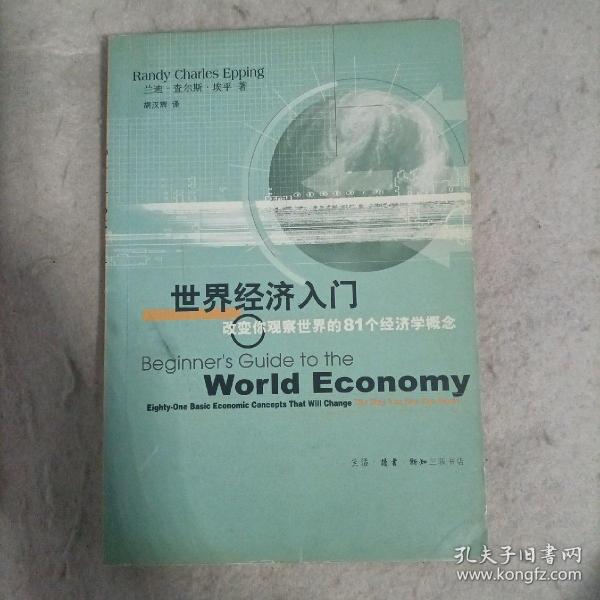 Randy Charles Epping
兰迪·查尔斯·埃平 著
胡汉辉 译
世界经济入门
改变你观察世界的81个经济学概念
Beginner's Guide to the
World Economy
Eighty-One Basic Economic Concepts That Will Change The Way You See The World
生活·讀書·新知三联书店
孔夫子旧书网
www.kongfz.com